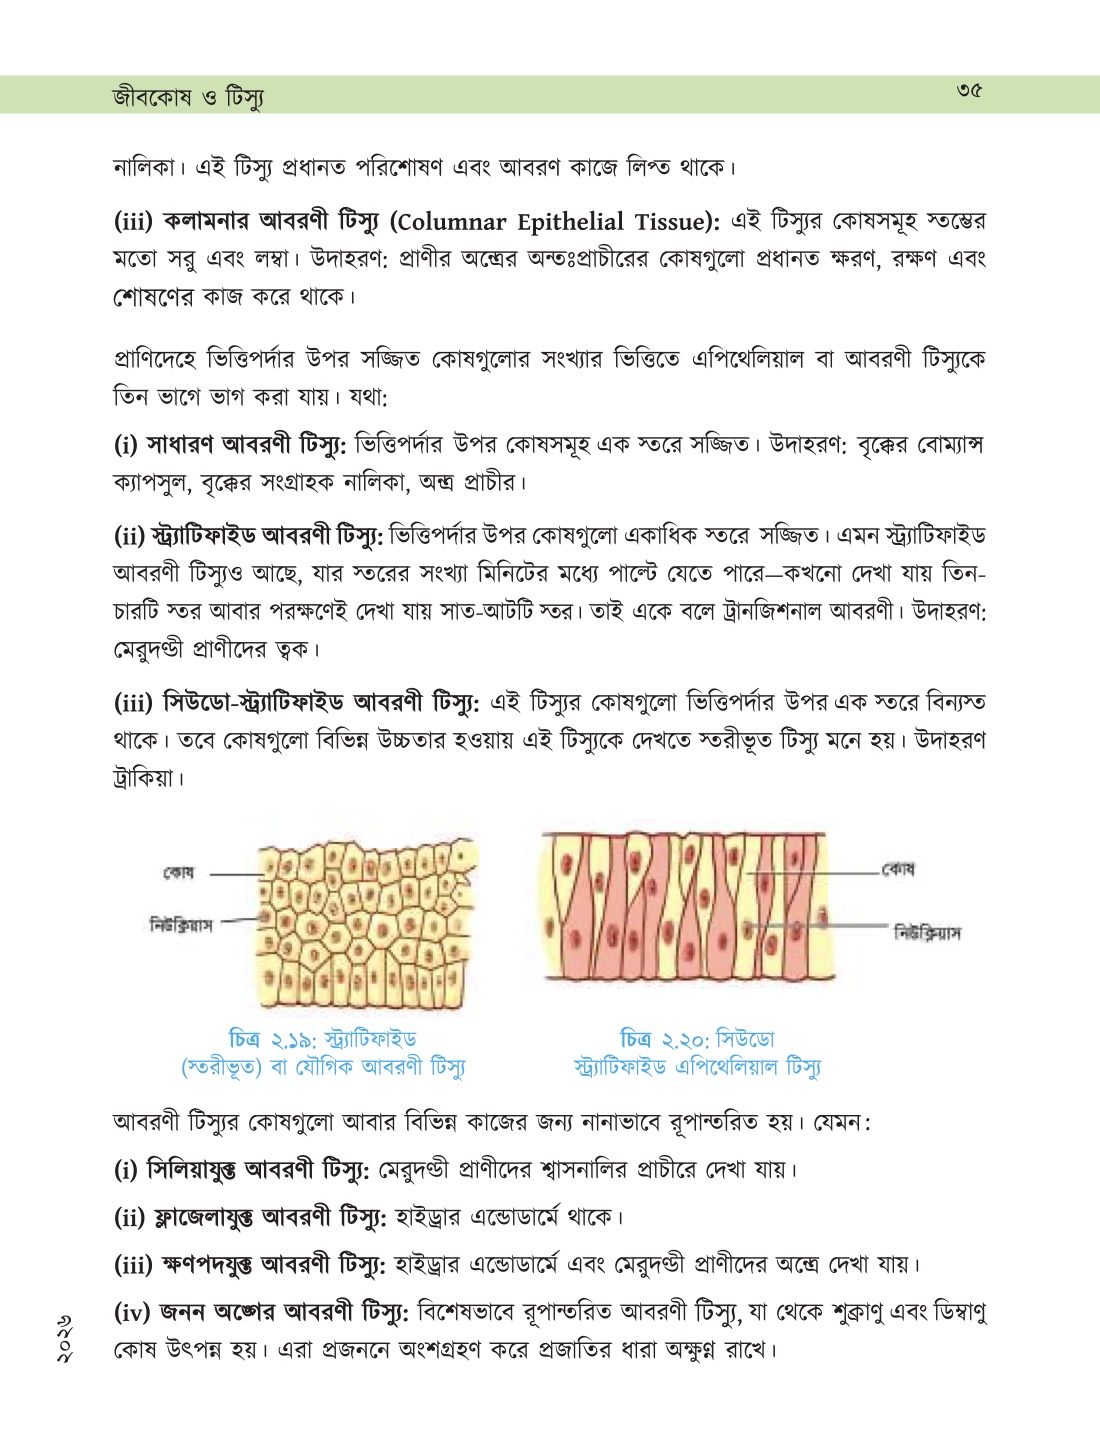 জীবকোষ ও টিস্যু
৩৫
নালিকা। এই টিস্যু প্রধানত পরিশোষণ এবং আবরণ কাজে লিপ্ত থাকে।
(iii) কলামনার আবরণী টিস্যু (Columnar Epithelial Tissue): এই টিস্যুর কোষসমূহ স্তম্ভের
মতো সরু এবং লম্বা। উদাহরণ: প্রাণীর অন্ত্রের অন্তঃপ্রাচীরের কোষগুলো প্রধানত ক্ষরণ, রক্ষণ এবং
শোষণের কাজ করে থাকে।
প্রাণিদেহে ভিত্তিপর্দার উপর সজ্জিত কোষগুলোর সংখ্যার ভিত্তিতে এপিথেলিয়াল বা আবরণী টিস্যুকে
তিন ভাগে ভাগ করা যায়। যথা:
(i) সাধারণ আবরণী টিস্যু: ভিত্তিপর্দার উপর কোষসমূহ এক স্তরে সজ্জিত। উদাহরণ: বৃক্কের বোম্যান্স
ক্যাপসুল, বৃক্কের সংগ্রাহক নালিকা, অন্ত্র প্রাচীর।
(ii) স্ট্র্যাটিফাইড আবরণী টিস্যু: ভিত্তিপর্দার উপর কোষগুলো একাধিক স্তরে সজ্জিত। এমন স্ট্র্যাটিফাইড
আবরণী টিস্যুও আছে, যার স্তরের সংখ্যা মিনিটের মধ্যে পাল্টে যেতে পারে—কখনো দেখা যায় তিন-
চারটি স্তর আবার পরক্ষণেই দেখা যায় সাত-আটটি স্তর। তাই একে বলে ট্রানজিশনাল আবরণী। উদাহরণ:
মেরুদণ্ডী প্রাণীদের ত্বক।
(iii) সিউডো-স্ট্র্যাটিফাইড আবরণী টিস্যু: এই টিস্যুর কোষগুলো ভিত্তিপর্দার উপর এক স্তরে বিন্যস্ত
থাকে। তবে কোষগুলো বিভিন্ন উচ্চতার হওয়ায় এই টিস্যুকে দেখতে স্তরীভূত টিস্যু মনে হয়। উদাহরণ
ট্রাকিয়া।
কোষ
নিউক্লিয়াস
কোষ
নিউক্লিয়াস
চিত্র ২.১৯: স্ট্র্যাটিফাইড
(স্তরীভূত) বা যৌগিক আবরণী টিস্যু
চিত্র ২.২০: সিউডো
স্ট্র্যাটিফাইড এপিথেলিয়াল টিস্যু
আবরণী টিস্যুর কোষগুলো আবার বিভিন্ন কাজের জন্য নানাভাবে রূপান্তরিত হয়। যেমন:
(i) সিলিয়াযুক্ত আবরণী টিস্যু: মেরুদণ্ডী প্রাণীদের শ্বাসনালির প্রাচীরে দেখা যায়।
(ii) ফ্লাজেলাযুক্ত আবরণী টিস্যু: হাইড্রার এন্ডোডার্মে থাকে।
(iii) ক্ষণপদযুক্ত আবরণী টিস্যু: হাইড্রার এন্ডোডার্মে এবং মেরুদণ্ডী প্রাণীদের অন্ত্রে দেখা যায়।
(iv) জনন অঙ্গের আবরণী টিস্যু: বিশেষভাবে রূপান্তরিত আবরণী টিস্যু, যা থেকে শুক্রাণু এবং ডিম্বাণু
কোষ উৎপন্ন হয়। এরা প্রজননে অংশগ্রহণ করে প্রজাতির ধারা অক্ষুণ্ণ রাখে।
২০২৬